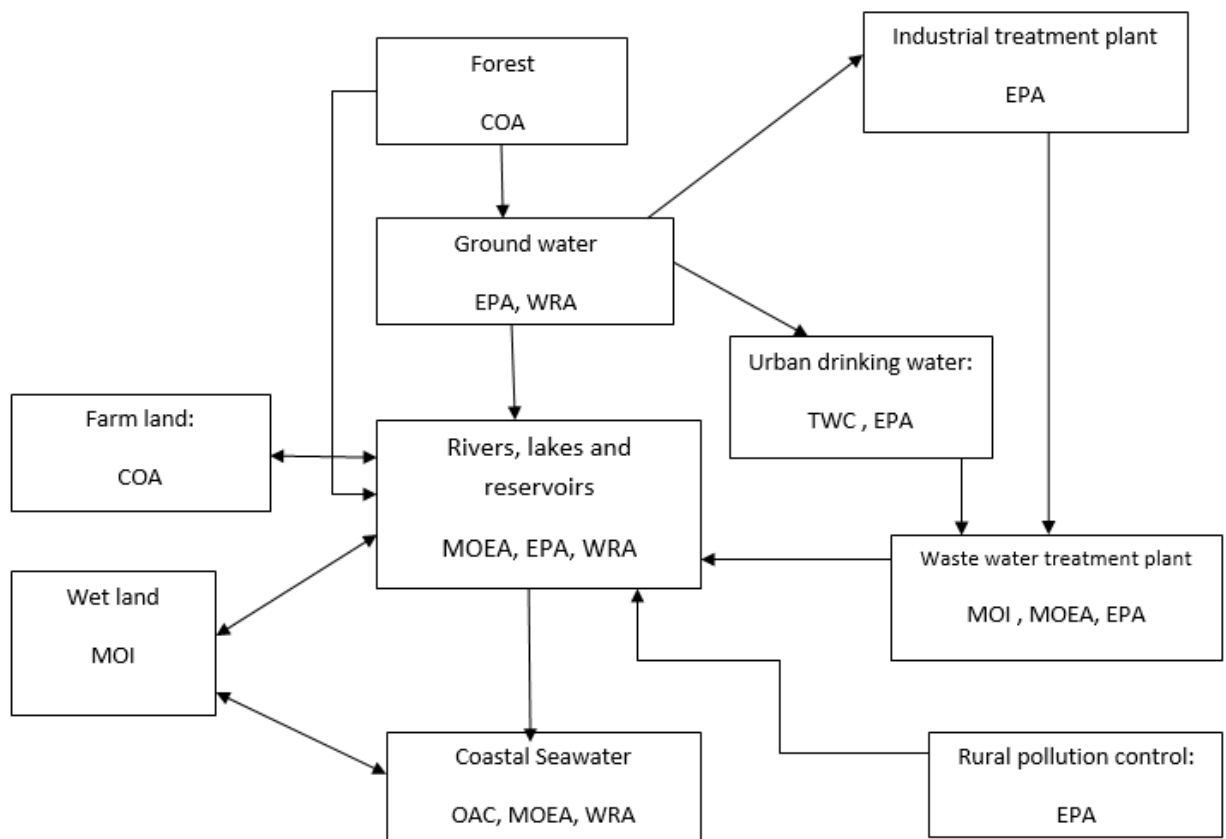 Industrial treatment plant
EPA
Forest
COA
Ground water
EPA, WRA
Urban drinking water:
TWC , EPA
Farm land:
COA
Rivers, lakes and
reservoirs
MOEA, EPA, WRA
Waste water treatment plant
MOI , MOEA, EPA
Wet land
MOI
Coastal Seawater
OAC, MOEA, WRA
Rural pollution control:
EPA